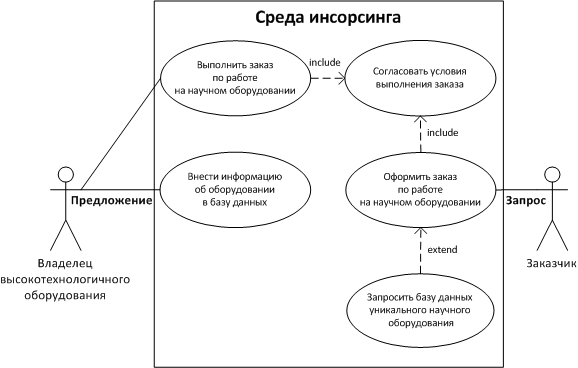 Среда инсорсинга
Выполнить заказ
по работе
на научном оборудовании
include
Согласовать условия
выполнения заказа
include
Внести информацию
об оборудовании
в базу данных
Оформить заказ
по работе
на научном оборудовании
Предложение
Запрос
Владелец
высокотехнологичного
оборудования
Заказчик
extend
Запросить базу данных
уникального научного
оборудования